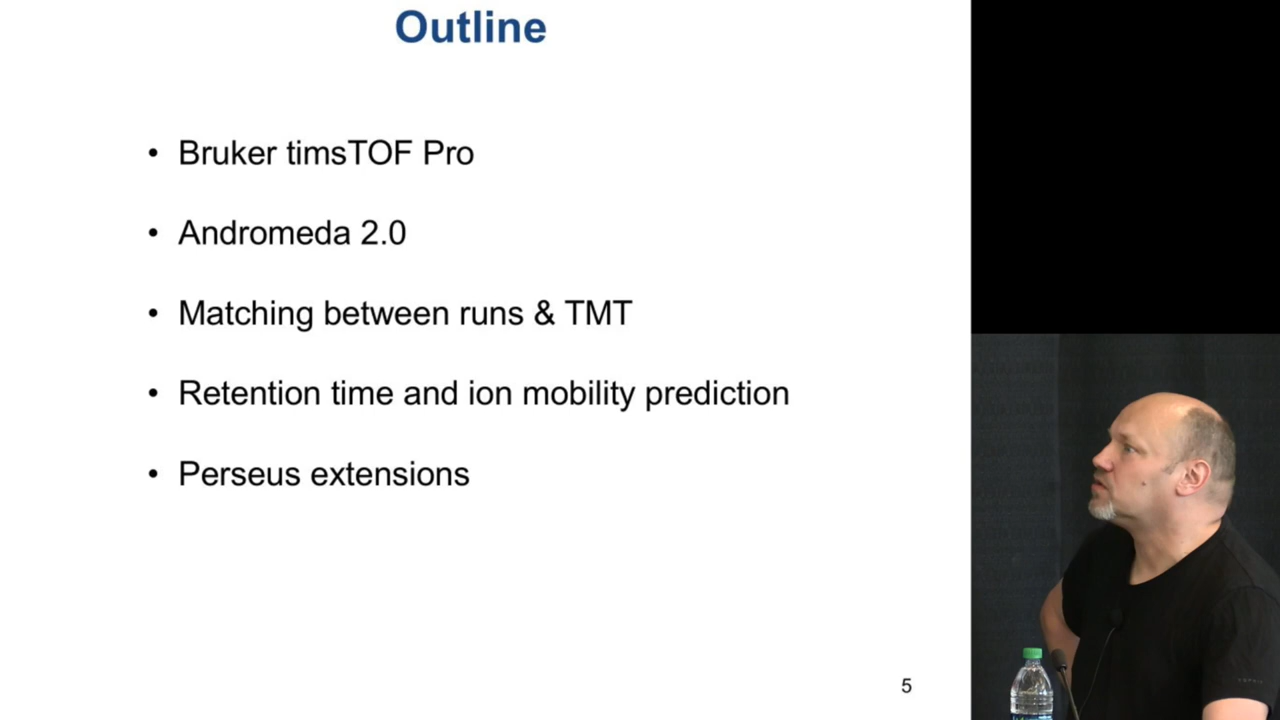 Outline
• Bruker timsTOF Pro
• Andromeda 2.0
• Matching between runs & TMT
• Retention time and ion mobility prediction
• Perseus extensions
5